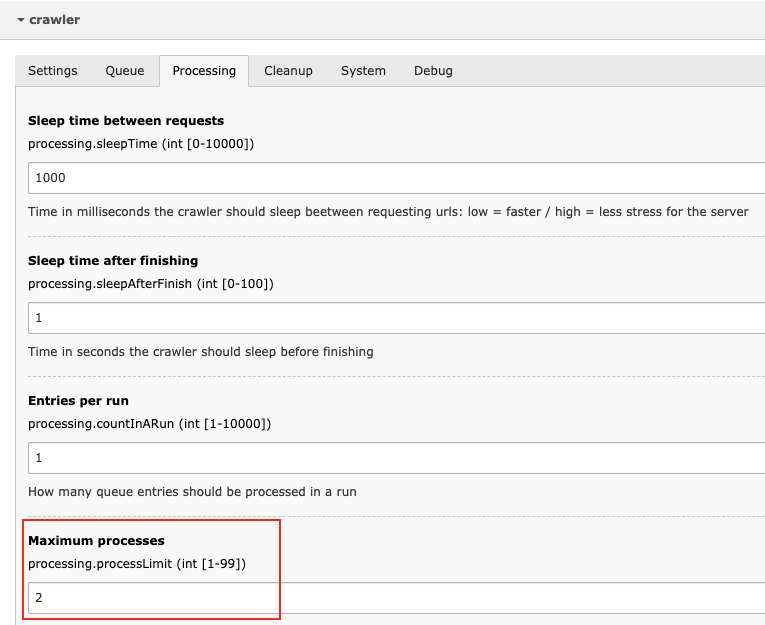 crawler
Settings Queue Processing Cleanup System Debug
Sleep time between requests
processing.sleepTime (int [0-10000])
1000
Time in milliseconds the crawler should sleep beetween requesting urls: low = faster / high = less stress for the server
Sleep time after finishing
processing.sleepAfterFinish (int [0-100])
1
Time in seconds the crawler should sleep before finishing
Entries per run
processing.countInARun (int [1-10000])
1
How many queue entries should be processed in a run
Maximum processes
processing.processLimit (int [1-99])
2